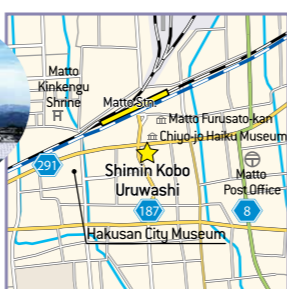 Matto
Kinkengu
Shrine
Matto Stn.
Matto Furusato-kan
Chiyo-jo Haiku Museum
291
Shimin Kobo
Uruwashi
Matto
Post Office
187
8
Hakusan City Museum